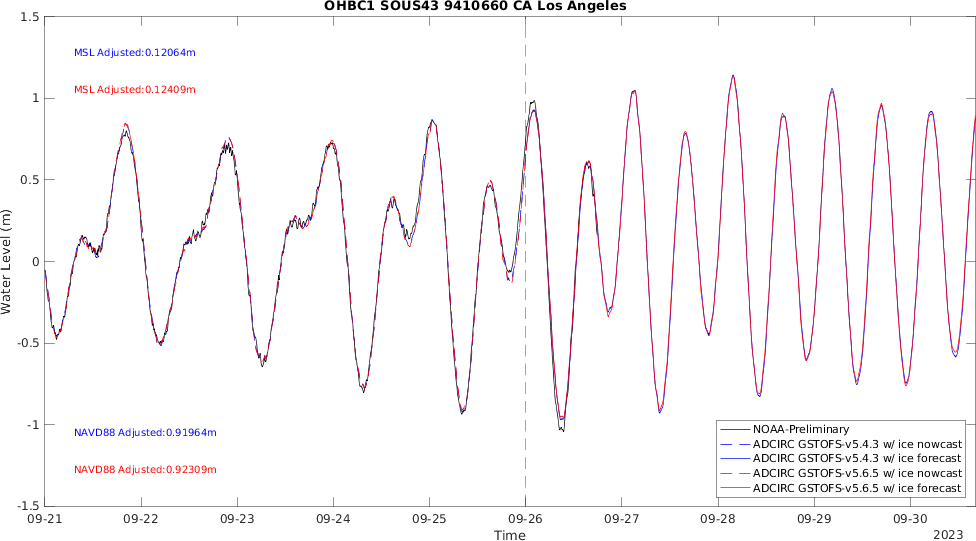 OHBC1 SOUS43 9410660 CA Los Angeles
1.5
MSL Adjusted:0.12064m
MSL Adjusted:0.12409m
1
0.5
Water Level (m)
0
-0.5
-1
NAVD88 Adjusted:0.91964m
NAVD88 Adjusted:0.92309m
NOAA-Preliminary
ADCIRC GSTOFS-v5.4.3 w/ ice nowcast
ADCIRC GSTOFS-v5.4.3 w/ ice forecast
ADCIRC GSTOFS-v5.6.5 w/ ice nowcast
ADCIRC GSTOFS-v5.6.5 w/ ice forecast
-1.5
09-21 09-22 09-23 09-24 09-25 09-26 09-27 09-28 09-29 09-30
Time
2023